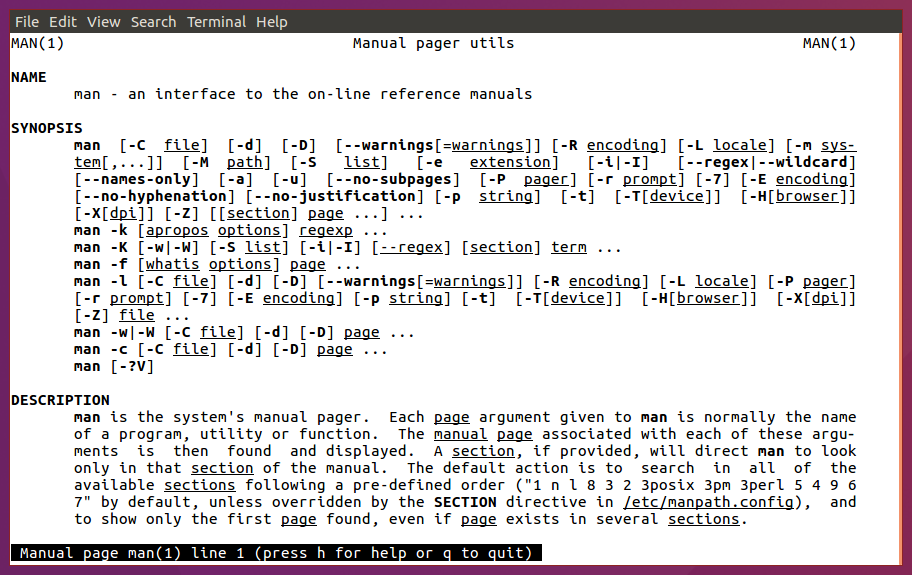 File Edit View Search Terminal Help
MAN(1) Manual pager utils MAN(1)
NAME
man - an interface to the on-line reference manuals
SYNOPSIS
man [-C file] [-d] [-D] [--warnings[=warnings]] [-R encoding] [-L locale] [-m sys-
tem[,...]] [-M path] [-S list] [-e extension] [-i|-I] [--regex|--wildcard]
[--names-only] [-a] [-u] [--no-subpages] [-P pager] [-r prompt] [-7] [-E encoding]
[--no-hyphenation] [--no-justification] [-p string] [-t] [-T[device]] [-H[browser]]
[-X[dpi]] [-Z] [[section] page ...] ...
man -k [apropos options] regexp ...
man -K [-w|-W] [-S list] [-i|-I] [--regex] [section] term ...
man -f [whatis options] page ...
man -l [-C file] [-d] [-D] [--warnings[=warnings]] [-R encoding] [-L locale] [-P pager]
[-r prompt] [-7] [-E encoding] [-p string] [-t] [-T[device]] [-H[browser]] [-X[dpi]]
[-Z] file ...
man -w|-W [-C file] [-d] [-D] page ...
man -c [-C file] [-d] [-D] page ...
man [-?V]
DESCRIPTION
man is the system's manual pager. Each page argument given to man is normally the name
of a program, utility or function. The manual page associated with each of these argu-
ments is then found and displayed. A section, if provided, will direct man to look
only in that section of the manual. The default action is to search in all of the
available sections following a pre-defined order ("1 n l 8 3 2 3posix 3pm 3perl 5 4 9 6
7" by default, unless overridden by the SECTION directive in /etc/manpath.config), and
to show only the first page found, even if page exists in several sections.
Manual page man(1) line 1 (press h for help or q to quit)